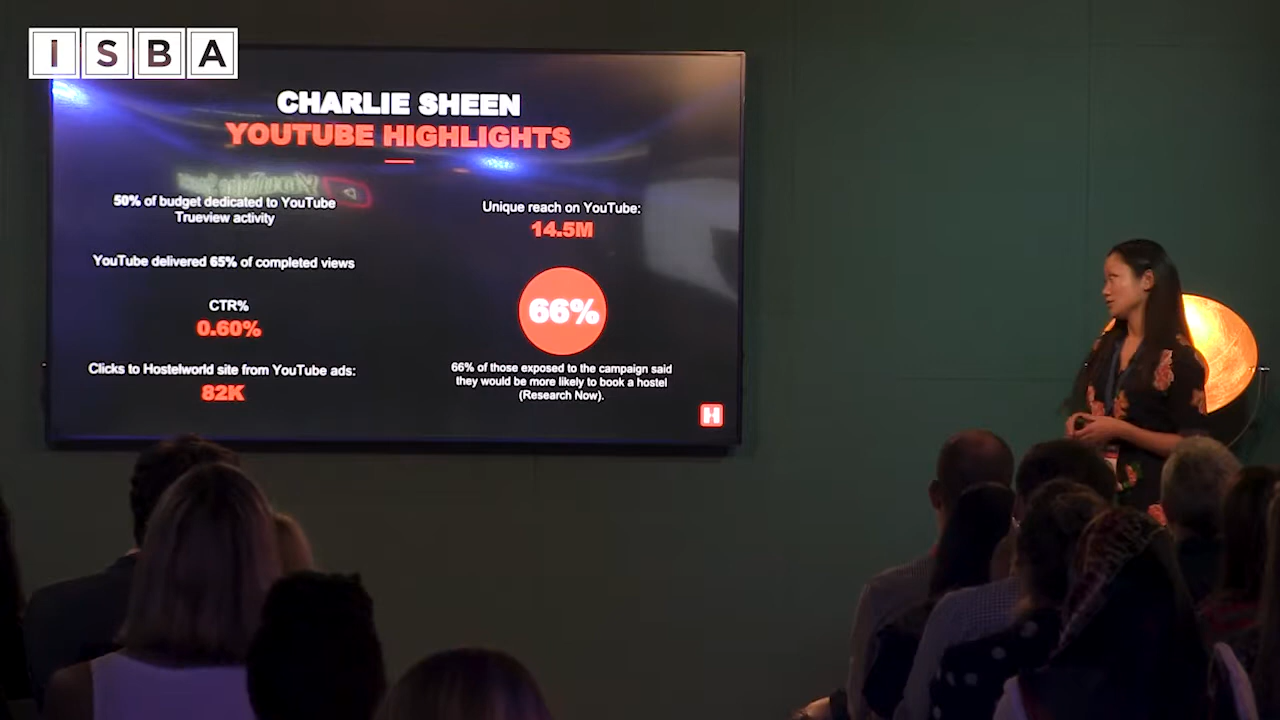 ISBA
CHARLIE SHEEN
YOUTUBE HIGHLIGHTS
50% of budget dedicated to YouTube
Trueview activity
YouTube delivered 65% of completed views
CTR%
0.60%
Clicks to Hostelworld site from YouTube ads:
82K
Unique reach on YouTube:
14.5M
66%
66% of those exposed to the campaign said
they would be more likely to book a hostel
(Research Now).
H